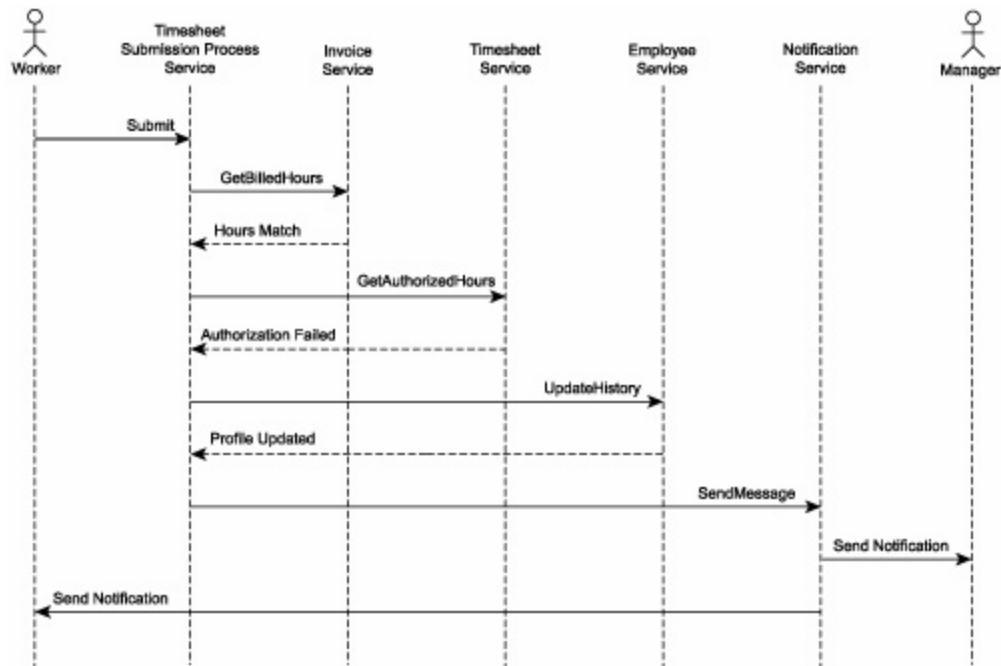 Worker
Timesheet
Submission Process
Service
Invoice
Service
Timesheet
Service
Employee
Service
Notification
Service
Manager
Submit
GetBilledHours
Hours Match
GetAuthorizedHours
Authorization Failed
UpdateHistory
Profile Updated
SendMessage
Send Notification
Send Notification